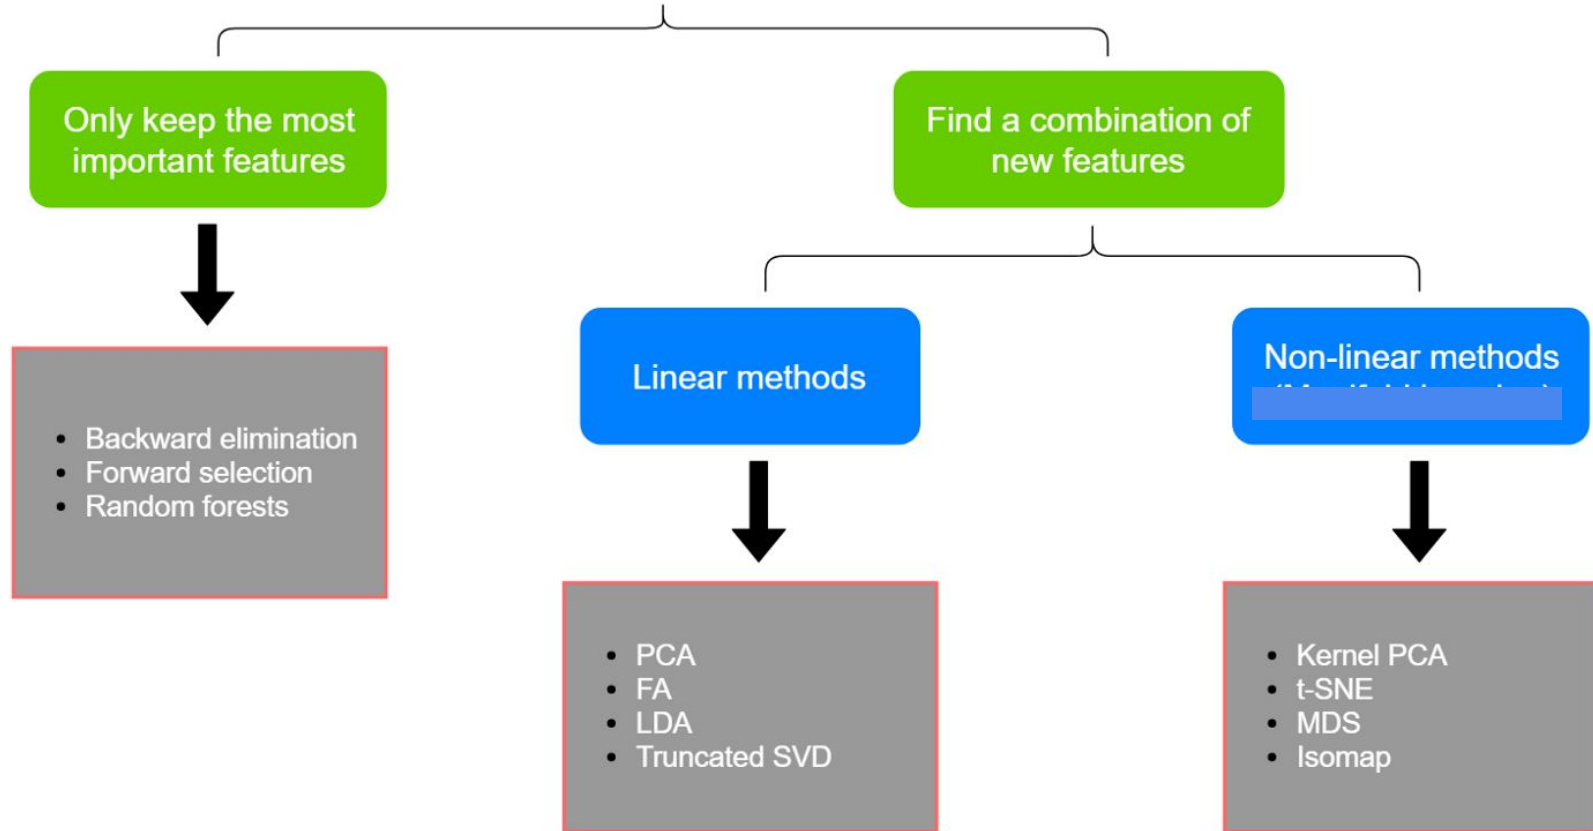 Only keep the most
important features
Find a combination of
new features
Linear methods
Non-linear methods
Backward elimination
Forward selection
Random forests
PCA
FA
LDA
Truncated SVD
Kernel PCA
t-SNE
MDS
Isomap